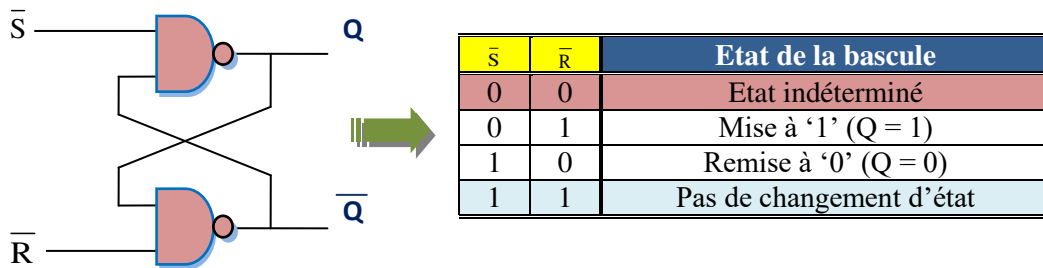 S̄ Q
R̄ Q̄
S̄ R̄ Etat de la bascule
0 0 Etat indéterminé
0 1 Mise à ‘1’ (Q = 1)
1 0 Remise à ‘0’ (Q = 0)
1 1 Pas de changement d’état